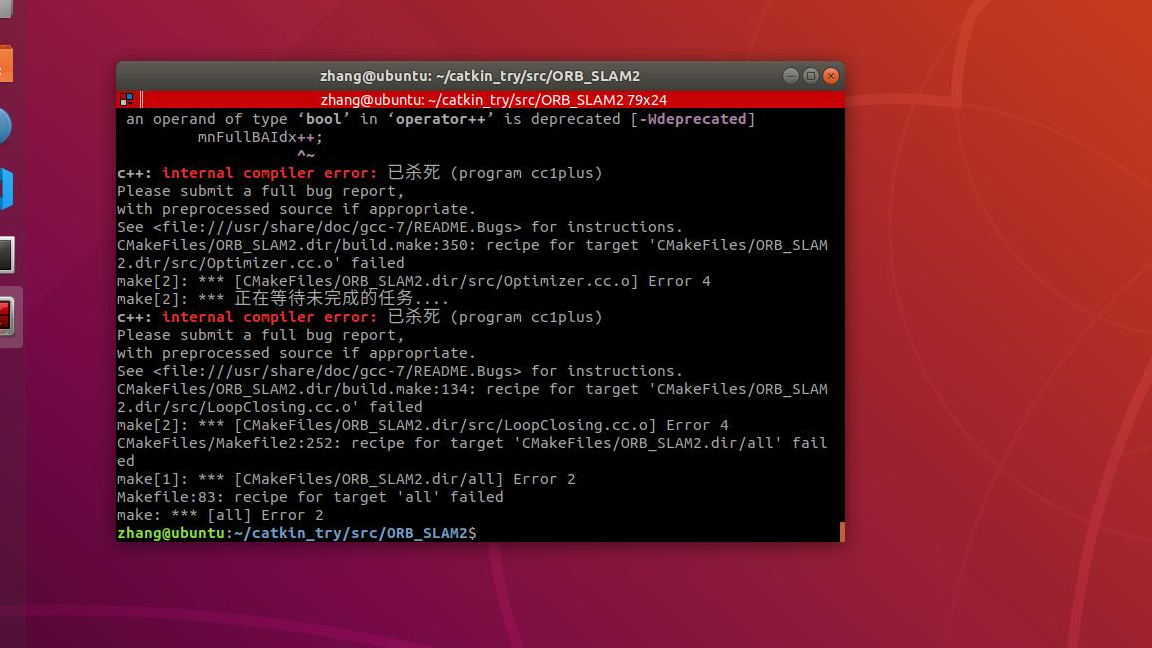 zhang@ubuntu: ~/catkin_try/src/ORB_SLAM2
zhang@ubuntu: ~/catkin_try/src/ORB_SLAM2 79x24
an operand of type ‘bool’ in ‘operator++’ is deprecated [-Wdeprecated]
mnFullBAIdx++;
^~
c++: internal compiler error: 已杀死 (program cc1plus)
Please submit a full bug report,
with preprocessed source if appropriate.
See <file:///usr/share/doc/gcc-7/README.Bugs> for instructions.
CMakeFiles/ORB_SLAM2.dir/build.make:350: recipe for target 'CMakeFiles/ORB_SLAM
2.dir/src/Optimizer.cc.o' failed
make[2]: *** [CMakeFiles/ORB_SLAM2.dir/src/Optimizer.cc.o] Error 4
make[2]: *** 正在等待未完成的任务....
c++: internal compiler error: 已杀死 (program cc1plus)
Please submit a full bug report,
with preprocessed source if appropriate.
See <file:///usr/share/doc/gcc-7/README.Bugs> for instructions.
CMakeFiles/ORB_SLAM2.dir/build.make:134: recipe for target 'CMakeFiles/ORB_SLAM
2.dir/src/LoopClosing.cc.o' failed
make[2]: *** [CMakeFiles/ORB_SLAM2.dir/src/LoopClosing.cc.o] Error 4
CMakeFiles/Makefile2:252: recipe for target 'CMakeFiles/ORB_SLAM2.dir/all' fail
ed
make[1]: *** [CMakeFiles/ORB_SLAM2.dir/all] Error 2
Makefile:83: recipe for target 'all' failed
make: *** [all] Error 2
zhang@ubuntu:~/catkin_try/src/ORB_SLAM2$